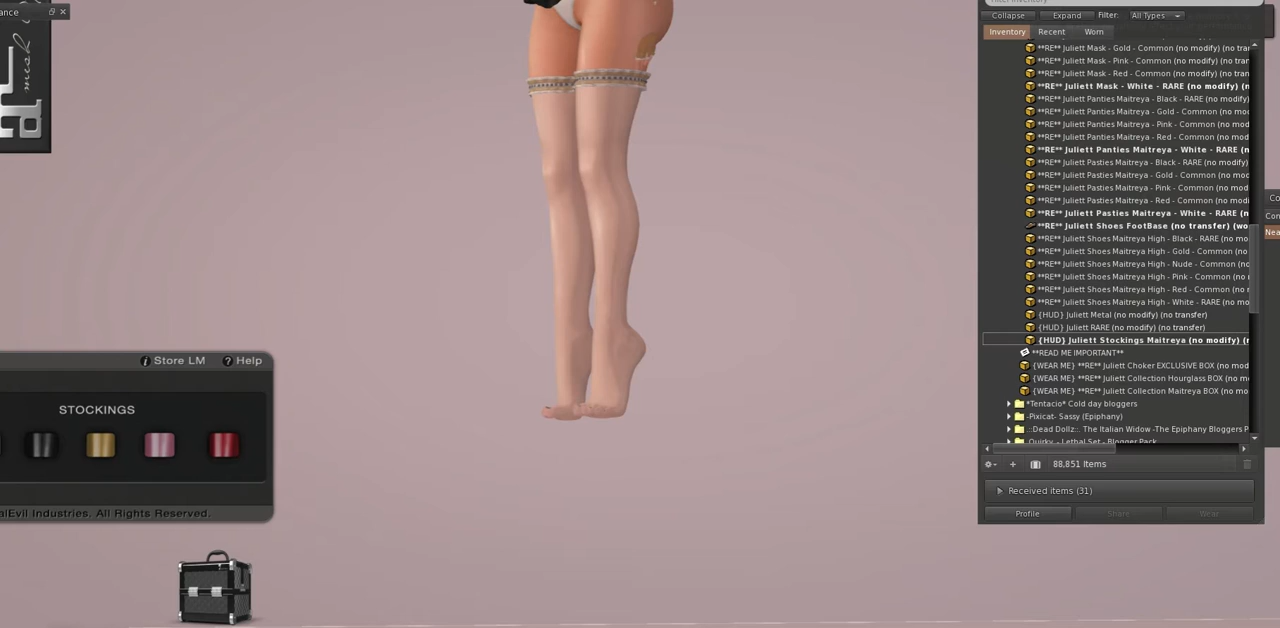 ance
Store LM
Help
STOCKINGS
alEvil Industries. All Rights Reserved.
Collapse
Expand
Filter:
All Types
Inventory
Recent
Worn
**RE** Juliett Mask - Gold - Common (no modify) (no tran
**RE** Juliett Mask - Pink - Common (no modify) (no tran
**RE** Juliett Mask - Red - Common (no modify) (no trans
**RE** Juliett Mask - White - RARE (no modify) (no
**RE** Juliett Panties Maitreya - Black - RARE (no modify)
**RE** Juliett Panties Maitreya - Gold - Common (no mod
**RE** Juliett Panties Maitreya - Pink - Common (no mod
**RE** Juliett Panties Maitreya - Red - Common (no modi
**RE** Juliett Panties Maitreya - White - RARE (n
**RE** Juliett Pasties Maitreya - Black - RARE (no modify)
**RE** Juliett Pasties Maitreya - Gold - Common (no mod
**RE** Juliett Pasties Maitreya - Pink - Common (no mod
**RE** Juliett Pasties Maitreya - Red - Common (no modi
**RE** Juliett Pasties Maitreya - White - RARE (n
**RE** Juliett Shoes FootBase (no transfer) (wo
**RE** Juliett Shoes Maitreya High - Black - RARE (no mo
**RE** Juliett Shoes Maitreya High - Gold - Common (no
**RE** Juliett Shoes Maitreya High - Nude - Common (no
**RE** Juliett Shoes Maitreya High - Pink - Common (no
**RE** Juliett Shoes Maitreya High - Red - Common (no
**RE** Juliett Shoes Maitreya High - White - RARE (no mo
{HUD} Juliett Metal (no modify) (no transfer)
{HUD} Juliett RARE (no modify) (no transfer)
{HUD} Juliett Stockings Maitreya (no modify) (
**READ ME IMPORTANT**
{WEAR ME} **RE** Juliett Choker EXCLUSIVE BOX (no mod
{WEAR ME} **RE** Juliett Collection Hourglass BOX (no m
{WEAR ME} **RE** Juliett Collection Maitreya BOX (no mo
*Tentacio* Cold day bloggers
-Pixicat- Sassy (Epiphany)
.::Dead Dollz::. The Italian Widow -The Epiphany Bloggers P
88,851 Items
Received items (31)
Profile
Share
Wear
Co
Con
Nea